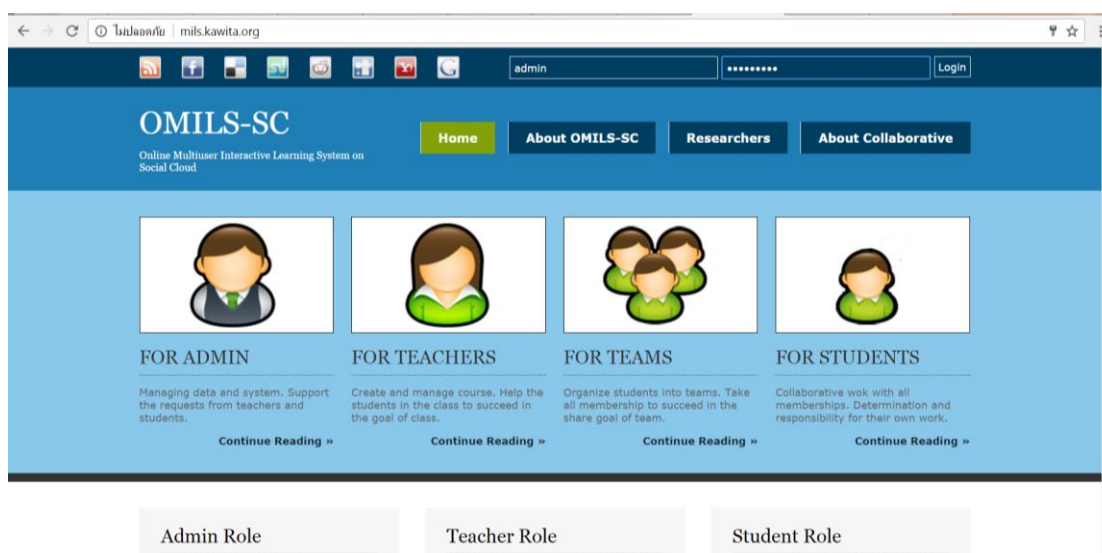 ไม่ปลอดภัย mils.kawita.org
admin ••••••••• Login
OMILS-SC
Online Multiuser Interactive Learning System on
Social Cloud
Home About OMILS-SC Researchers About Collaborative
FOR ADMIN
Managing data and system. Support
the requests from teachers and
students.
Continue Reading »
FOR TEACHERS
Create and manage course. Help the
students in the class to succeed in
the goal of class.
Continue Reading »
FOR TEAMS
Organize students into teams. Take
all membership to succeed in the
share goal of team.
Continue Reading »
FOR STUDENTS
Collaborative wok with all
memberships. Determination and
responsibility for their own work.
Continue Reading »
Admin Role
Teacher Role
Student Role